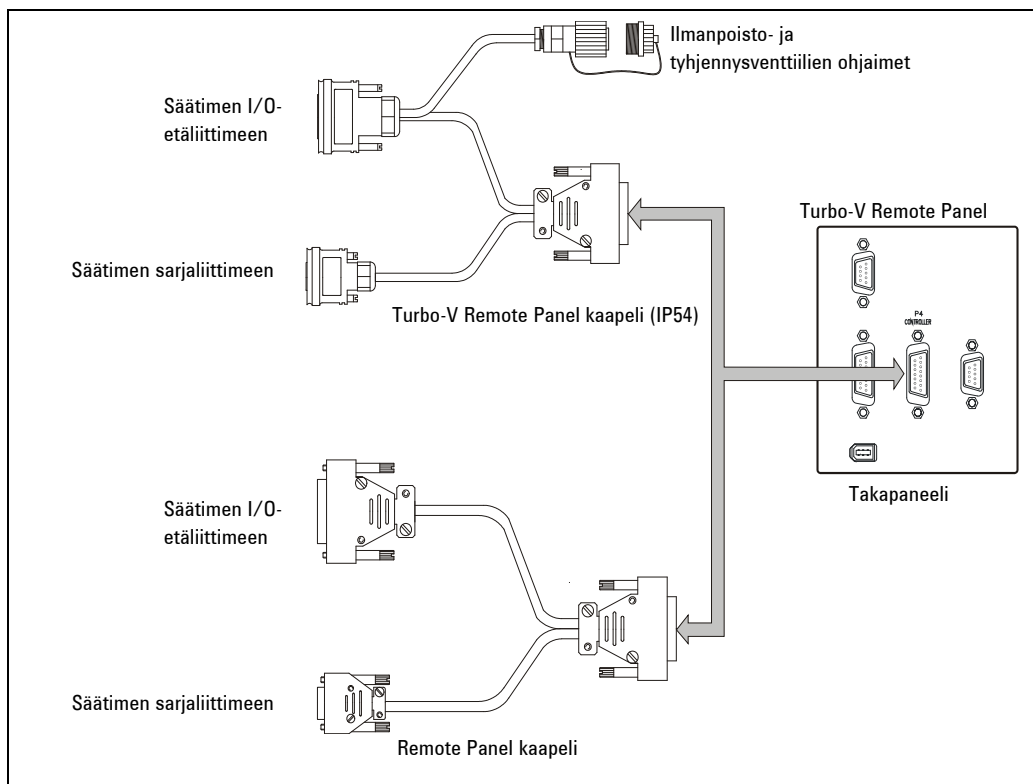 Ilmanpoisto- ja
tyhjennysventtiilien ohjaimet
Säätimen I/O-
etäliittimeen
Säätimen sarjaliittimeen
Turbo-V Remote Panel kaapeli (IP54)
Turbo-V Remote Panel
P4
CONTROLLER
Takapaneeli
Säätimen I/O-
etäliittimeen
Säätimen sarjaliittimeen
Remote Panel kaapeli